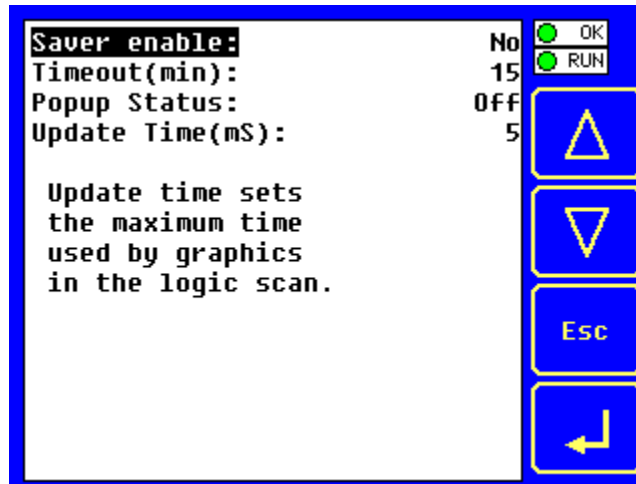 Saver enable: No
Timeout(min): 15
Popup Status: Off
Update Time(mS): 5
Update time sets
the maximum time
used by graphics
in the logic scan.
OK
RUN
Esc